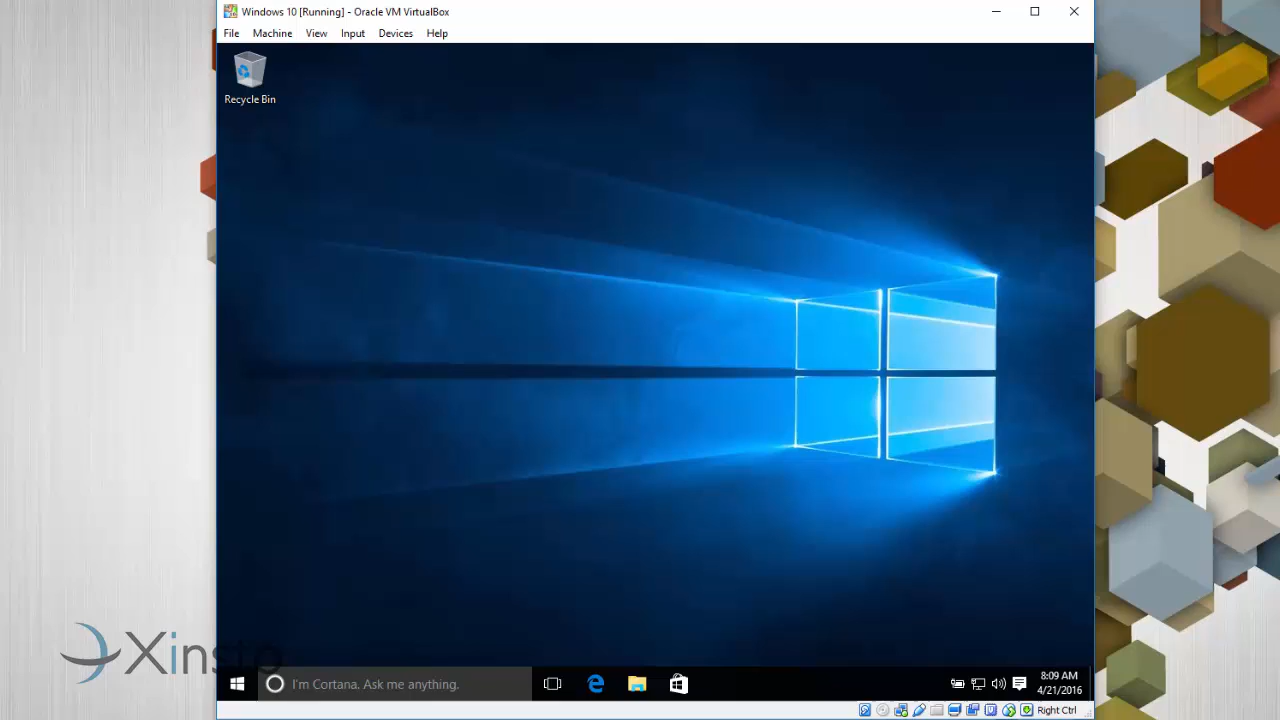 Windows 10 [Running] - Oracle VM VirtualBox
File Machine View Input Devices Help
Recycle Bin
I'm Cortana. Ask me anything.
8:09 AM
4/21/2016
Right Ctrl